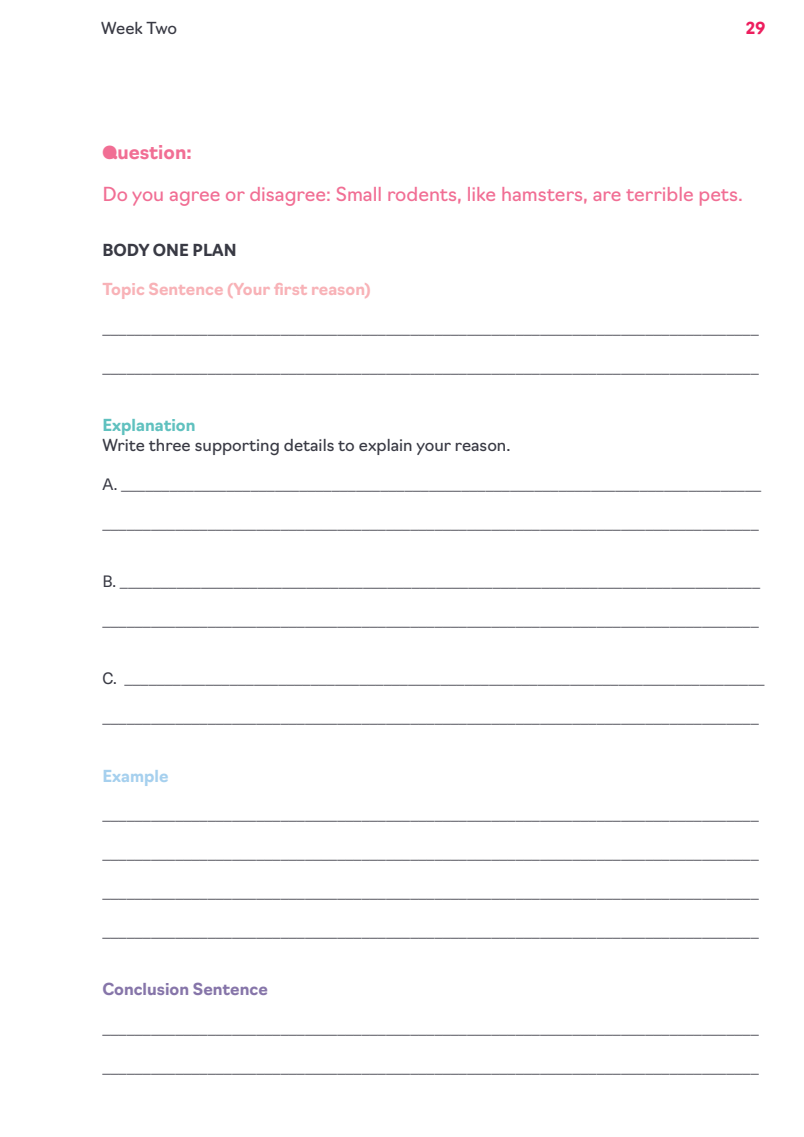 Week Two
29
Question:
Do you agree or disagree: Small rodents, like hamsters, are terrible pets.
BODY ONE PLAN
Topic Sentence (Your first reason)
Explanation
Write three supporting details to explain your reason.
A.
B.
C.
Example
Conclusion Sentence